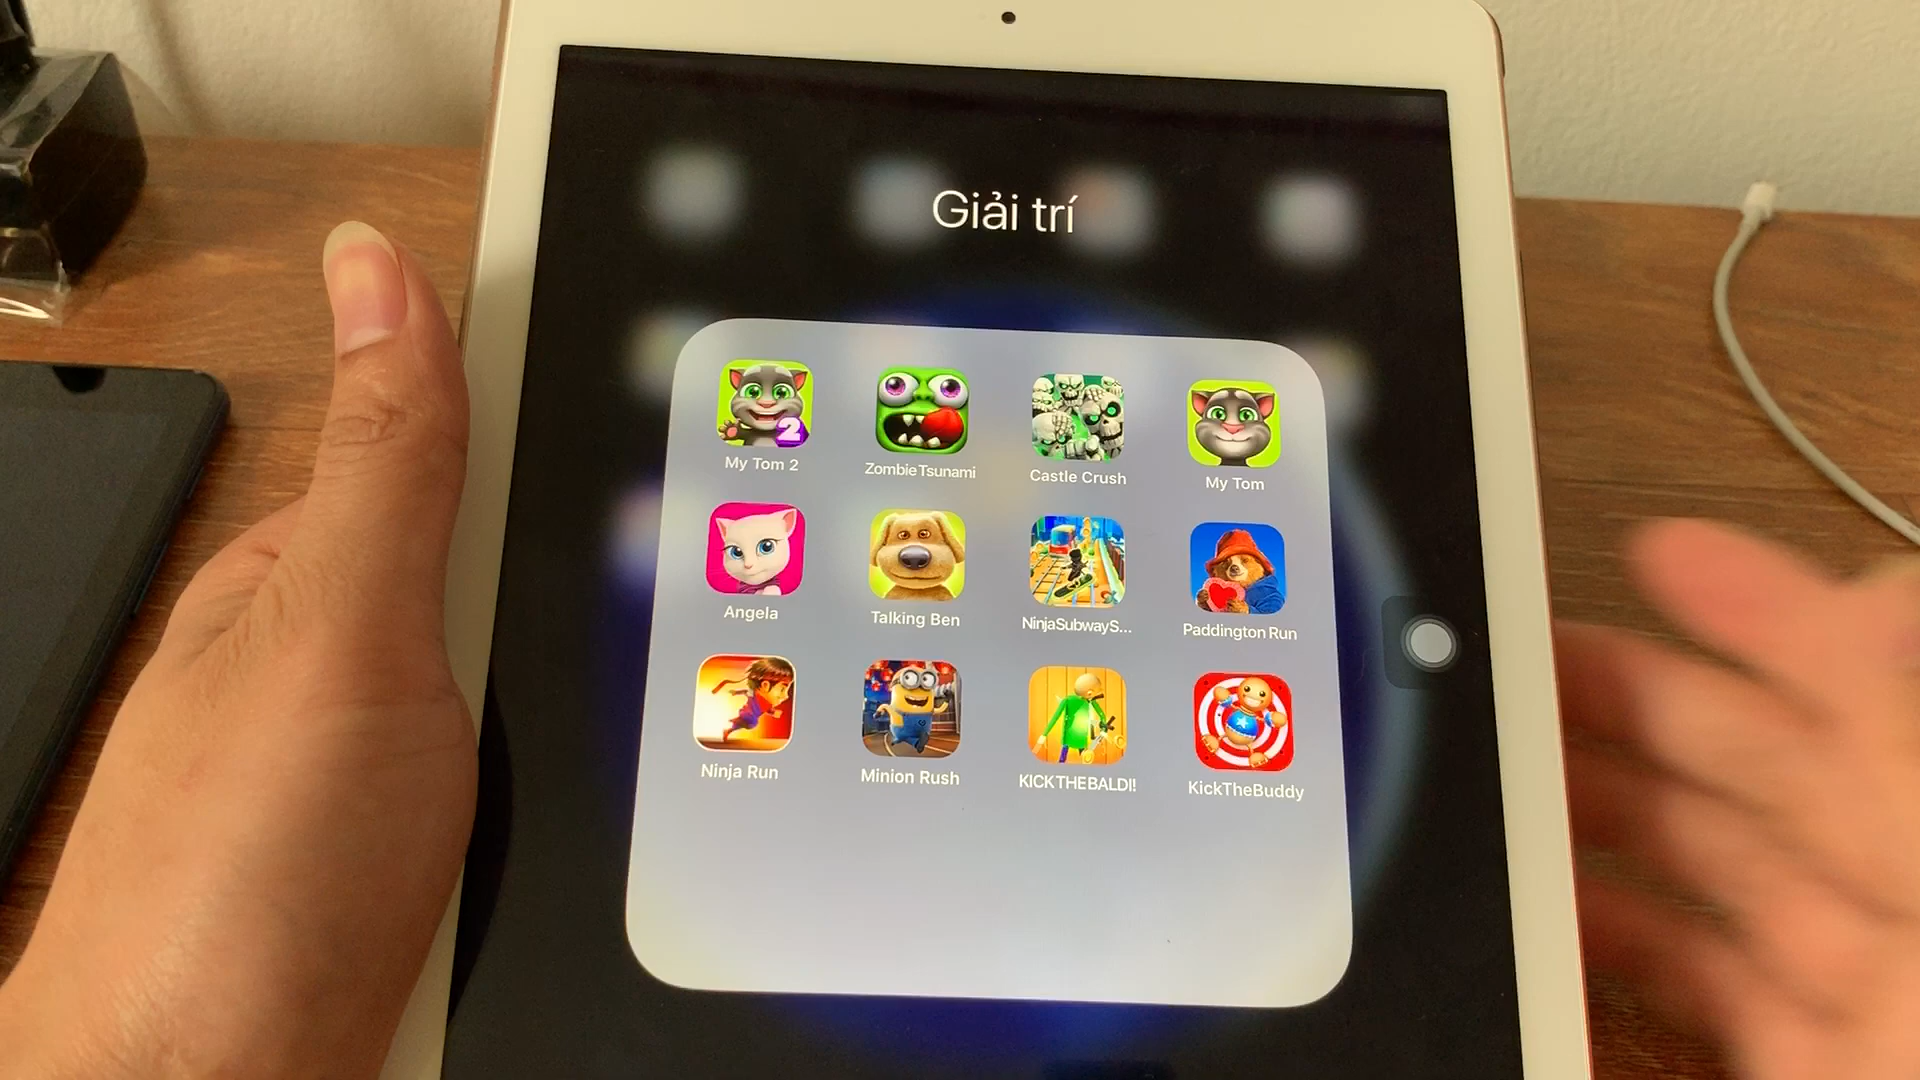 Giải trí
2
My Tom 2
Zombie Tsunami
Castle Crush
My Tom
Angela
Talking Ben
NinjaSubwayS...
Paddington Run
Ninja Run
Minion Rush
KICKTHEBALDI!
KickTheBuddy